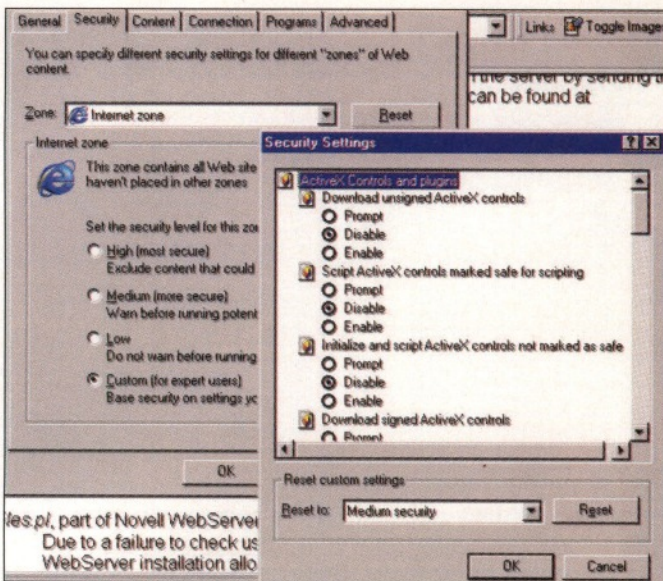 General Security Content Connection Programs Advanced
You can specify different security settings for different "zones" of Web
content.
Zone: Internet zone Reset
Internet zone
This zone contains all Web site
haven't placed in other zones
Set the security level for this
High (most secure)
Exclude content that could
Medium (more secure)
Warn before running
Low
Do not warn before running
Custom (for expert users)
Base security on settings
OK
Links Toggle Image
the server by sending
can be found at
Security Settings
ActiveX Controls and plugins
Download unsigned ActiveX controls
Prompt
Disable
Enable
Script ActiveX controls marked safe for scripting
Prompt
Disable
Enable
Initialize and script ActiveX controls not marked as safe
Prompt
Disable
Enable
Download signed ActiveX controls
Prompt
Reset custom settings
Reset to: Medium security Reset
OK Cancel
les.pl, part of Novell WebServer
Due to a failure to check us
WebServer installation allo